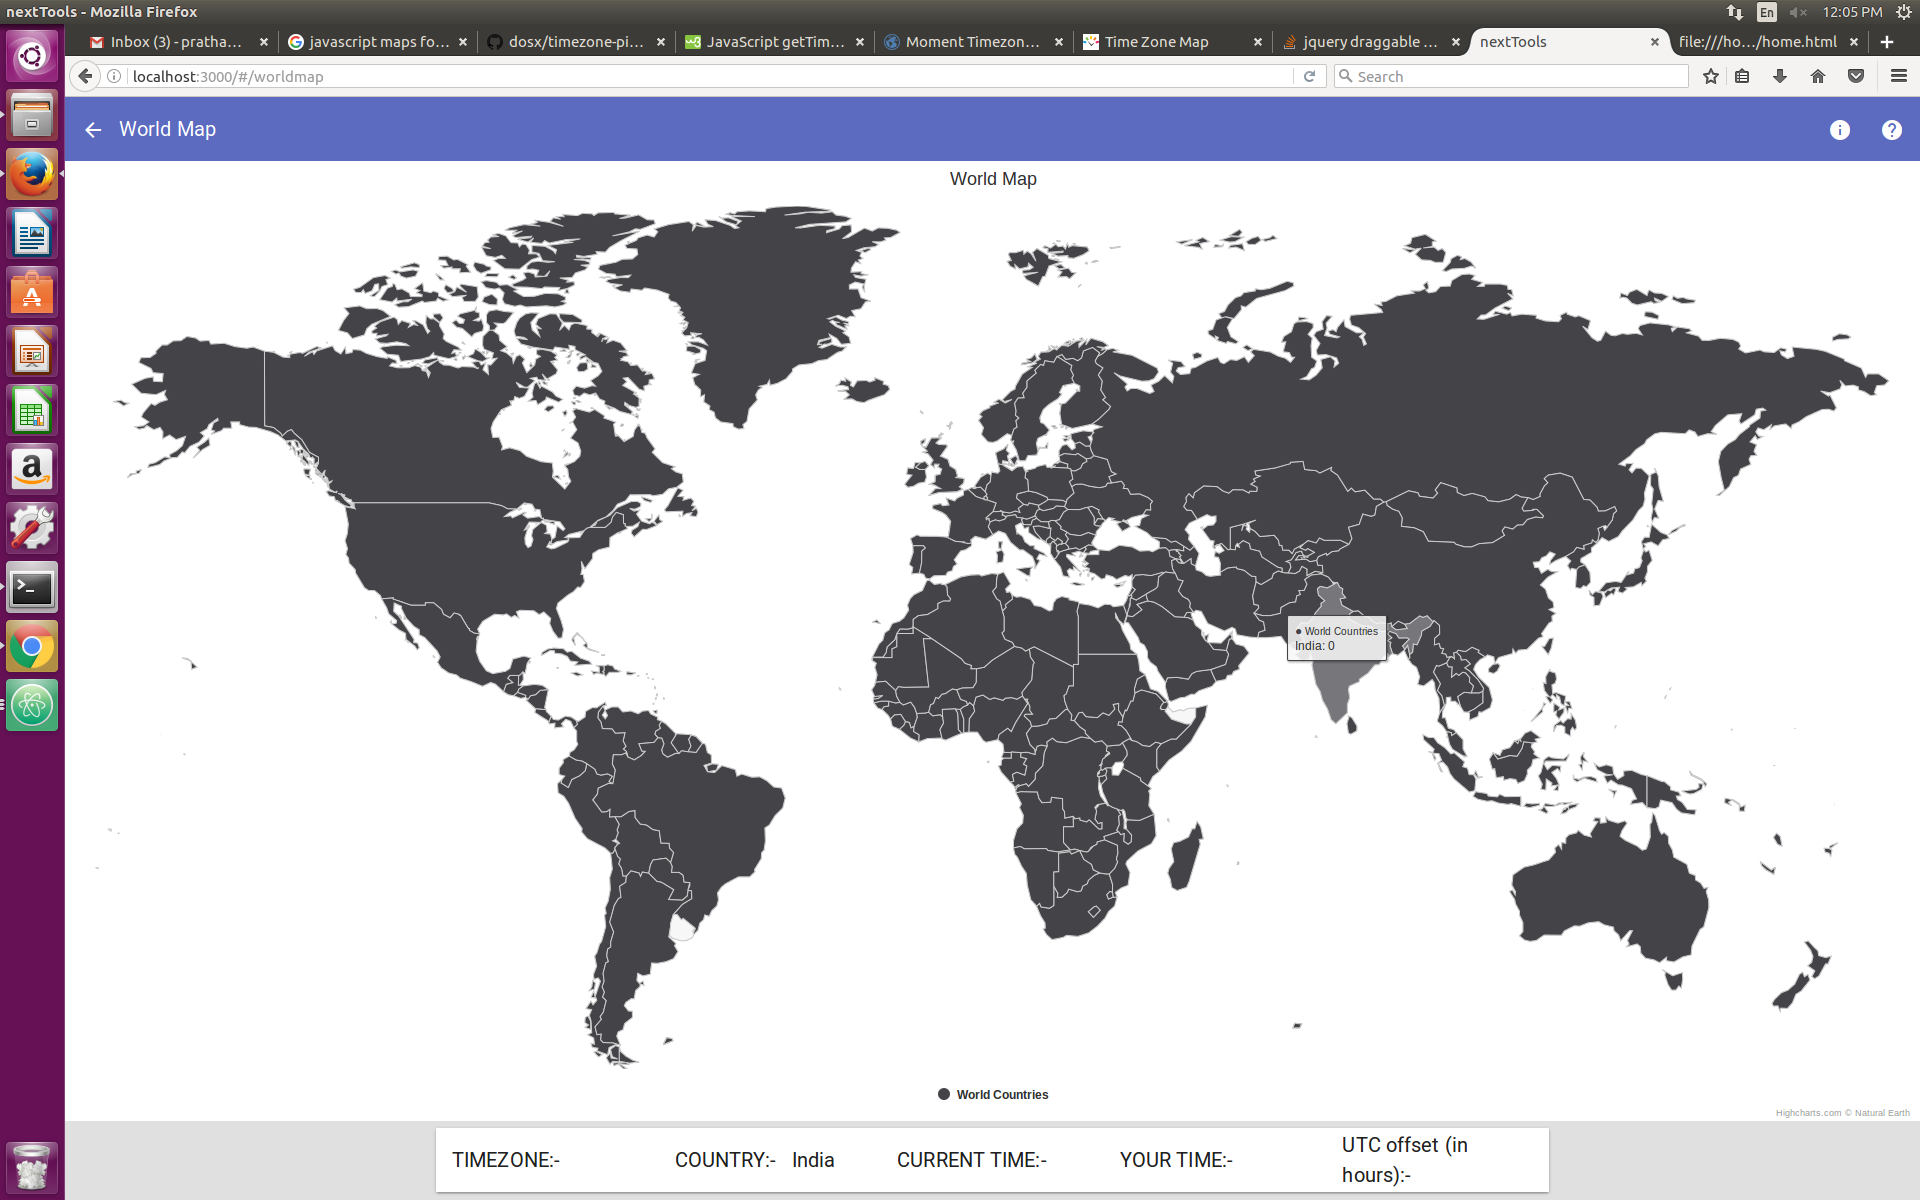 nextTools - Mozilla Firefox
En
12:05 PM
Inbox (3) - pratha...
javascript maps fo...
dosx/timezone-pi...
JavaScript getTim...
Moment Timezon...
Time Zone Map
jquery draggable ...
nextTools
file:///ho.../home.html
localhost:3000/#/worldmap
Search
World Map
World Map
World Countries
India: 0
World Countries
Highcharts.com © Natural Earth
TIMEZONE:-
COUNTRY:- India
CURRENT TIME:-
YOUR TIME:-
UTC offset (in
hours):-